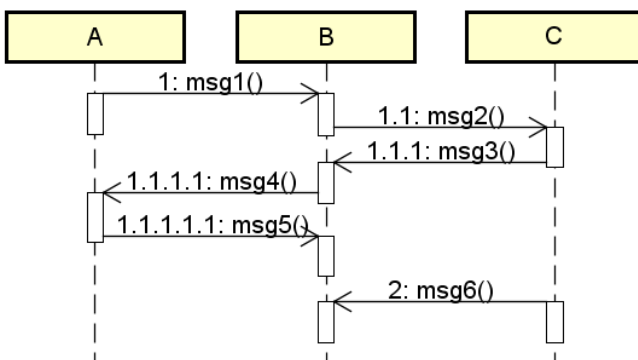 A B C
1: msg1()
1.1: msg2()
1.1.1: msg3()
1.1.1.1: msg4()
1.1.1.1.1: msg5()
2: msg6()